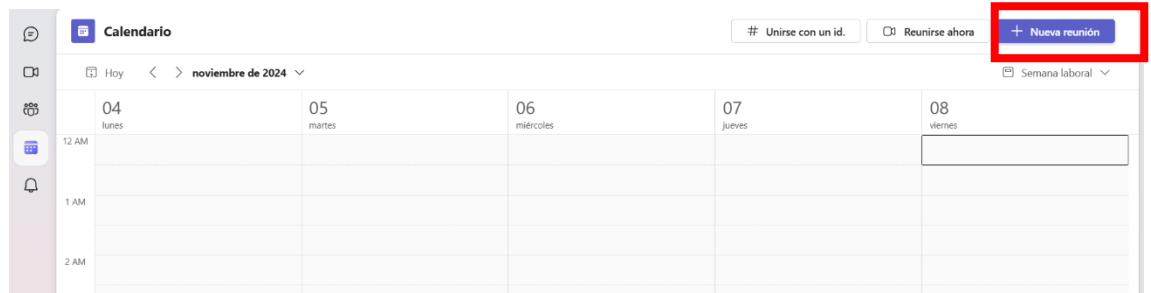 Calendario
# Unirse con un id.
Reunirse ahora
+ Nueva reunión
Hoy
noviembre de 2024
Semana laboral
04
lunes
05
martes
06
miércoles
07
jueves
08
viernes
12 AM
1 AM
2 AM